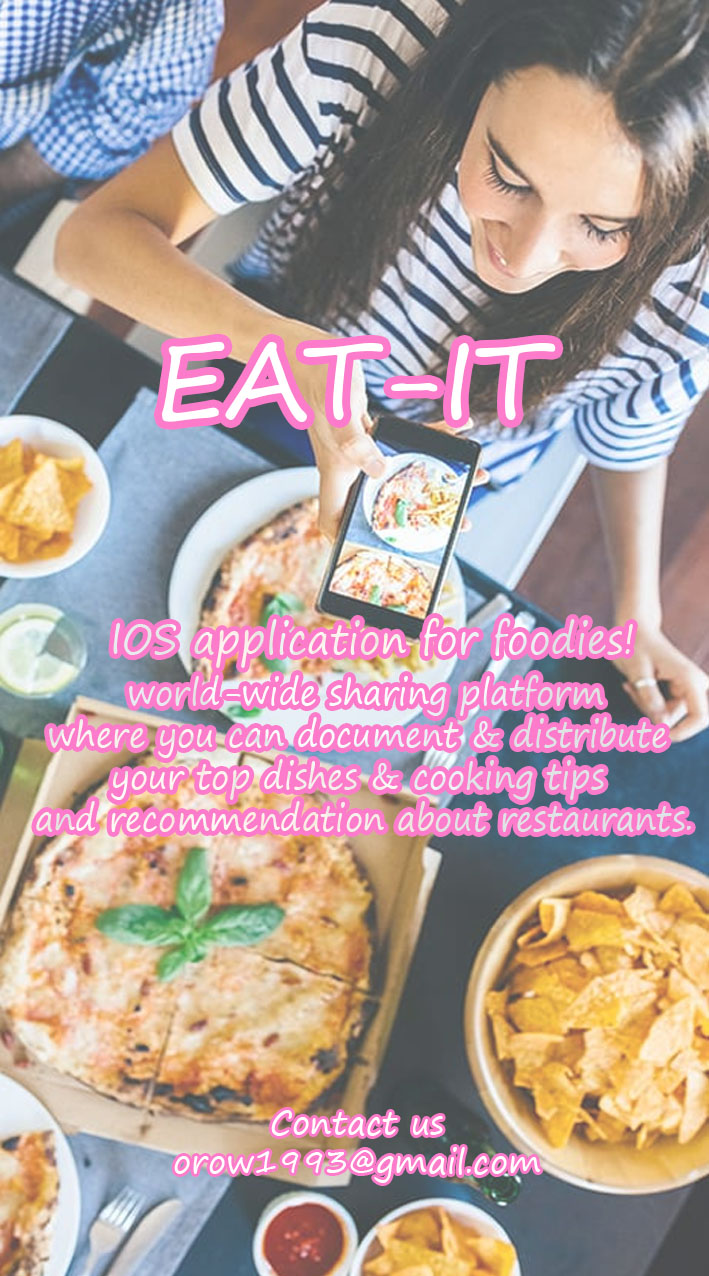 EAT-IT
IOS application for foodies!
world-wide sharing platform
where you can document & distribute
your top dishes & cooking tips
and recommendation about restaurants.
Contact us
orow1993@gmail.com